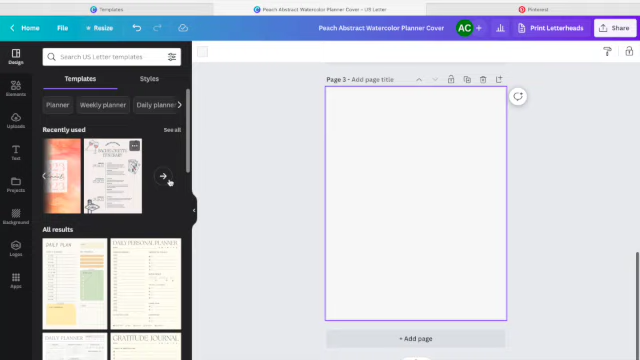 Templates
Peach Abstract Watercolor Planner Cover - US Letter
Pinterest
Home
File
Resize
Peach Abstract Watercolor Planner Cover
AC
Print Letterheads
Share
Design
Elements
Uploads
Text
Projects
Background
Logos
Apps
Search US Letter templates
Templates
Styles
Planner
Weekly planner
Daily planner
Recently used
See all
BACHELORETTE
ITINERARY
All results
DAILY PLAN
DAILY PERSONAL PLANNER
DAILY PLANNER
GRATITUDE JOURNAL
Page 3 - Add page title
+ Add page